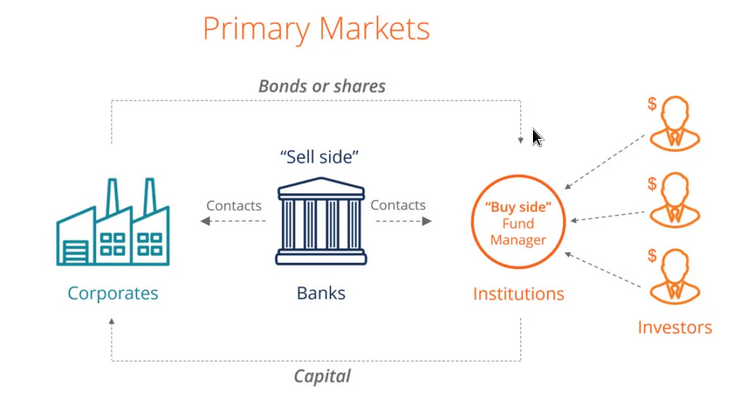 Primary Markets
Bonds or shares
“Sell side”
Contacts
Contacts
“Buy side”
Fund
Manager
$
$
$
Corporates
Banks
Institutions
Investors
Capital